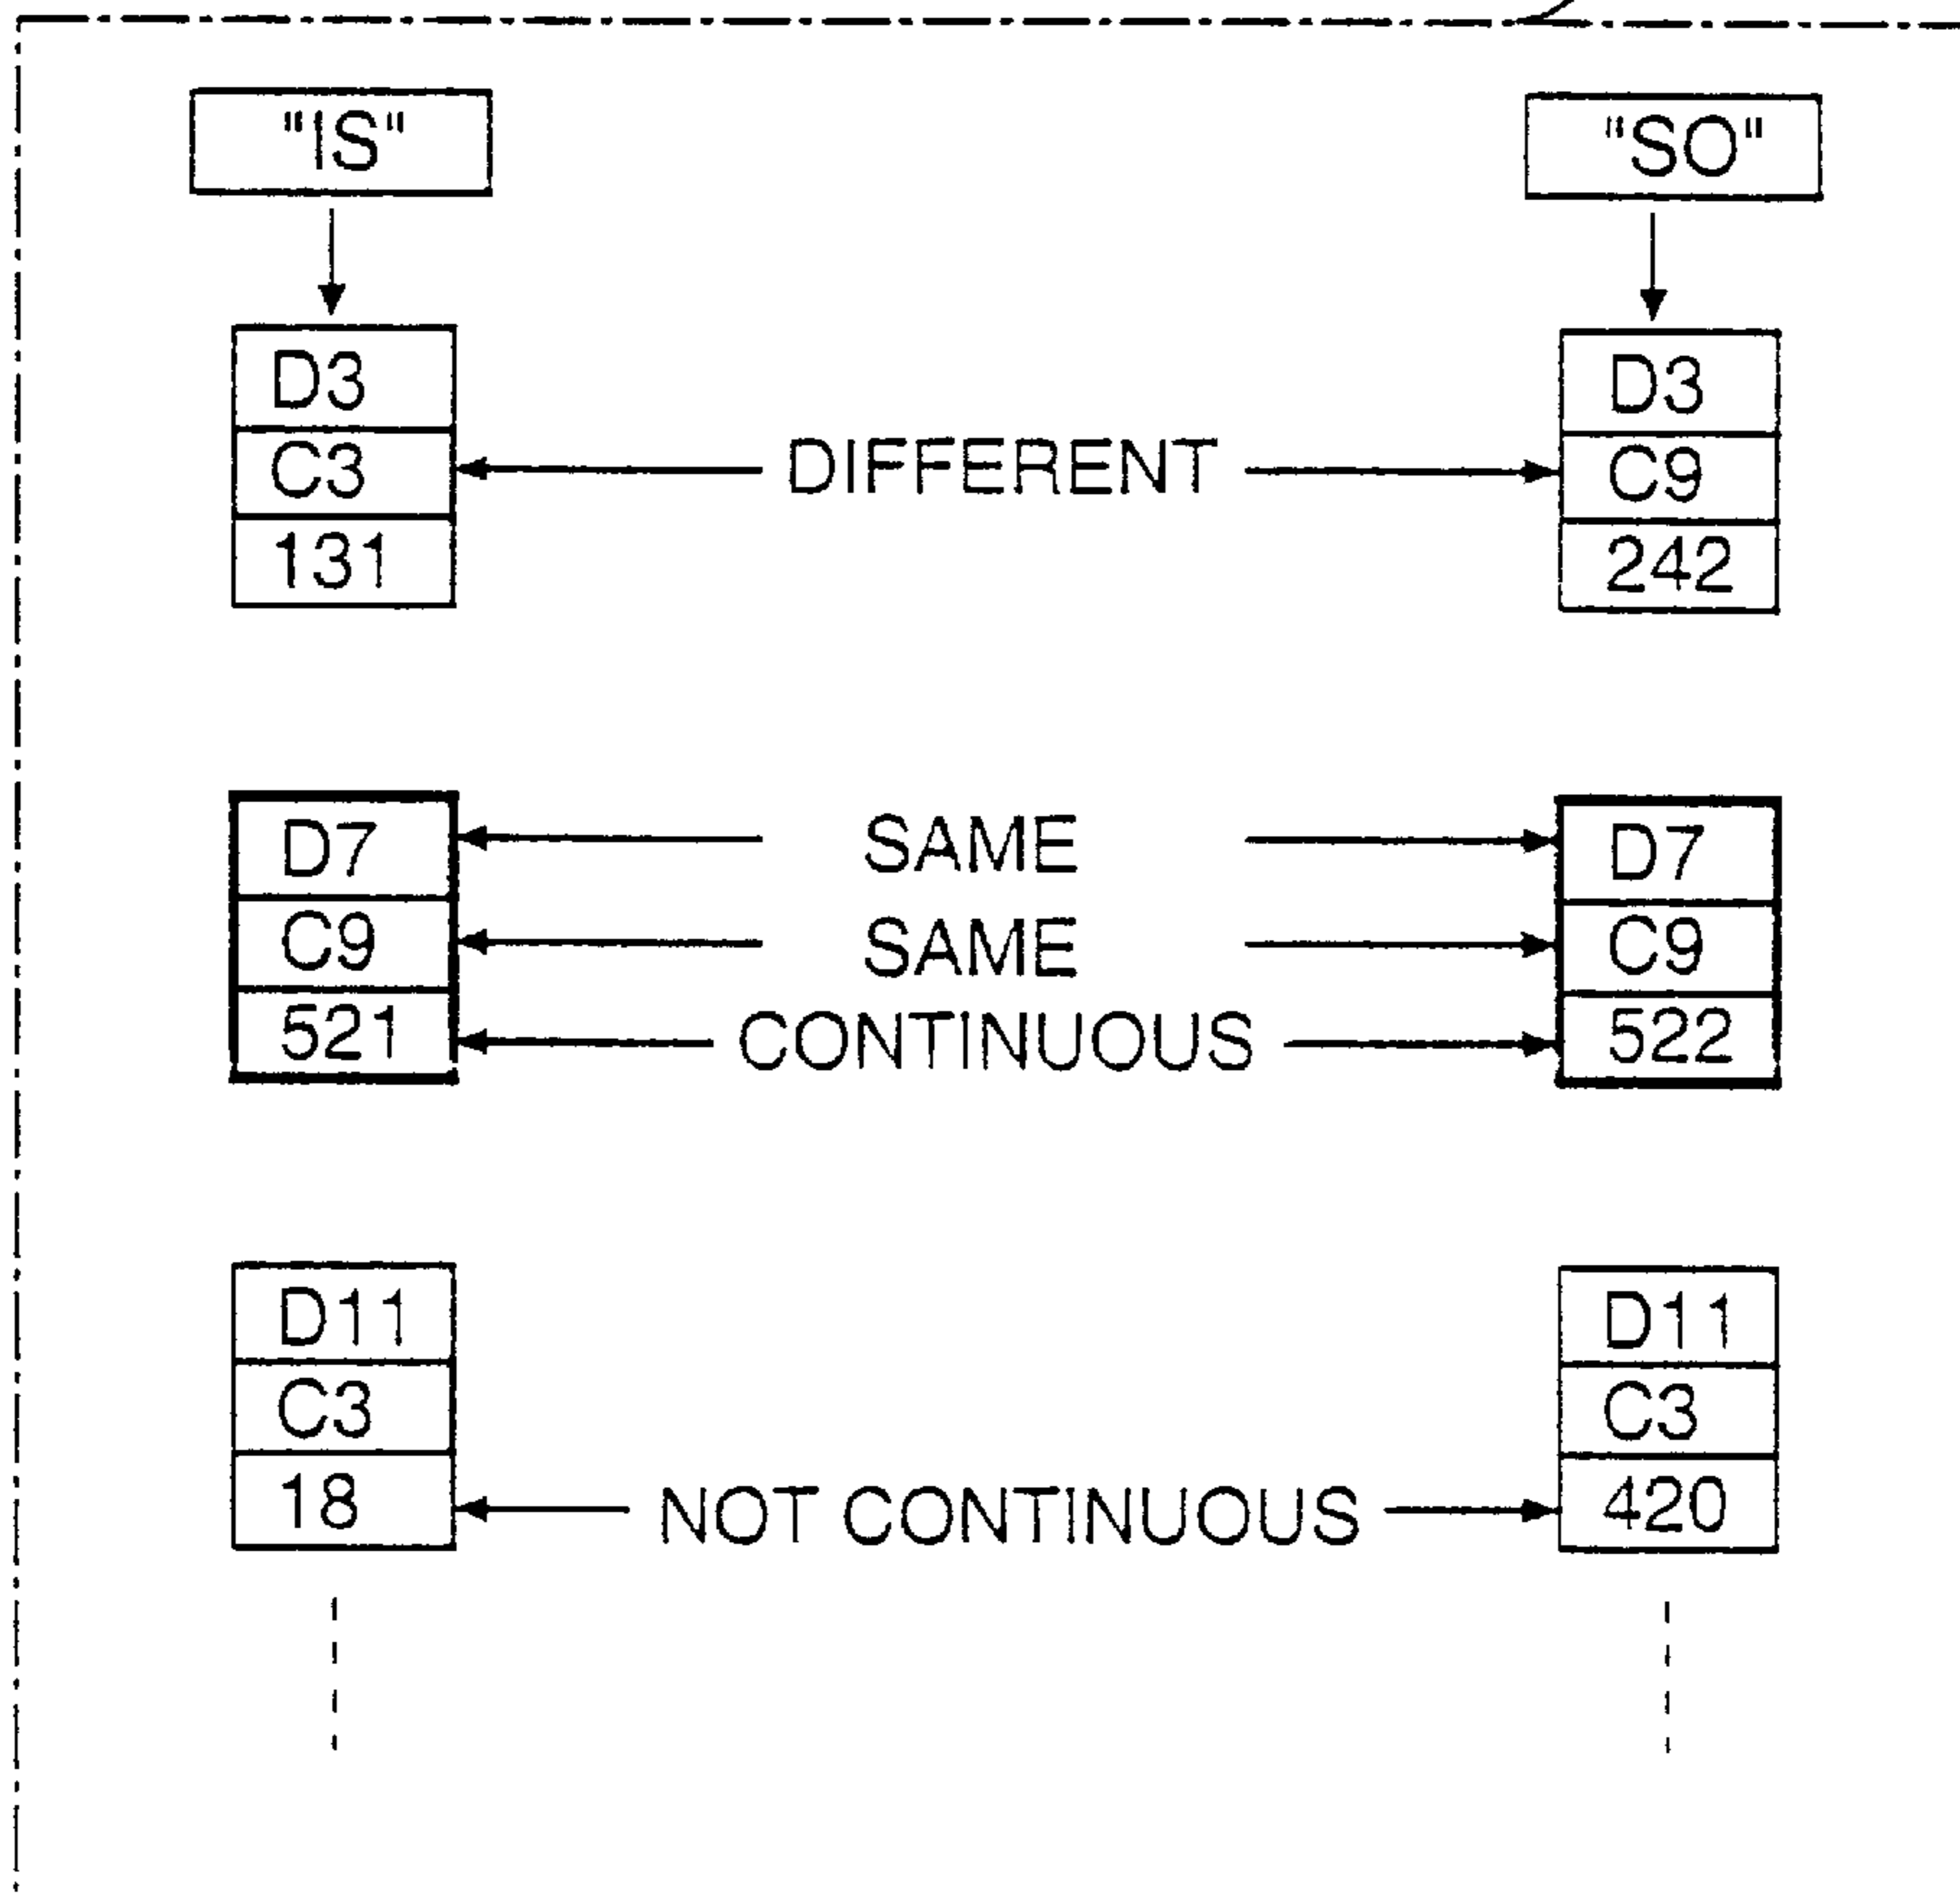 "IS" "SO"
D3 D3
C3 DIFFERENT C9
131 242
D7 SAME D7
C9 SAME C9
521 CONTINUOUS 522
D11 D11
C3 C3
18 NOT CONTINUOUS 420